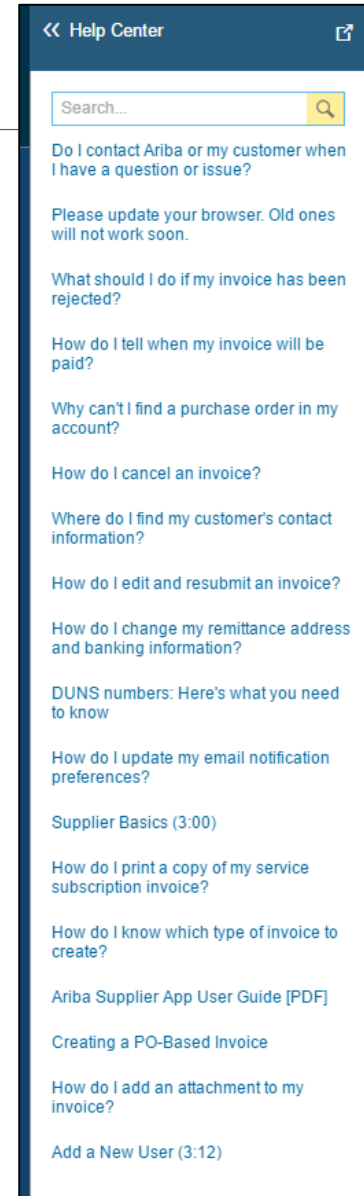 Help Center
Search...
Do I contact Ariba or my customer when
I have a question or issue?
Please update your browser. Old ones
will not work soon.
What should I do if my invoice has been
rejected?
How do I tell when my invoice will be
paid?
Why can't I find a purchase order in my
account?
How do I cancel an invoice?
Where do I find my customer's contact
information?
How do I edit and resubmit an invoice?
How do I change my remittance address
and banking information?
DUNS numbers: Here's what you need
to know
How do I update my email notification
preferences?
Supplier Basics (3:00)
How do I print a copy of my service
subscription invoice?
How do I know which type of invoice to
create?
Ariba Supplier App User Guide [PDF]
Creating a PO-Based Invoice
How do I add an attachment to my
invoice?
Add a New User (3:12)